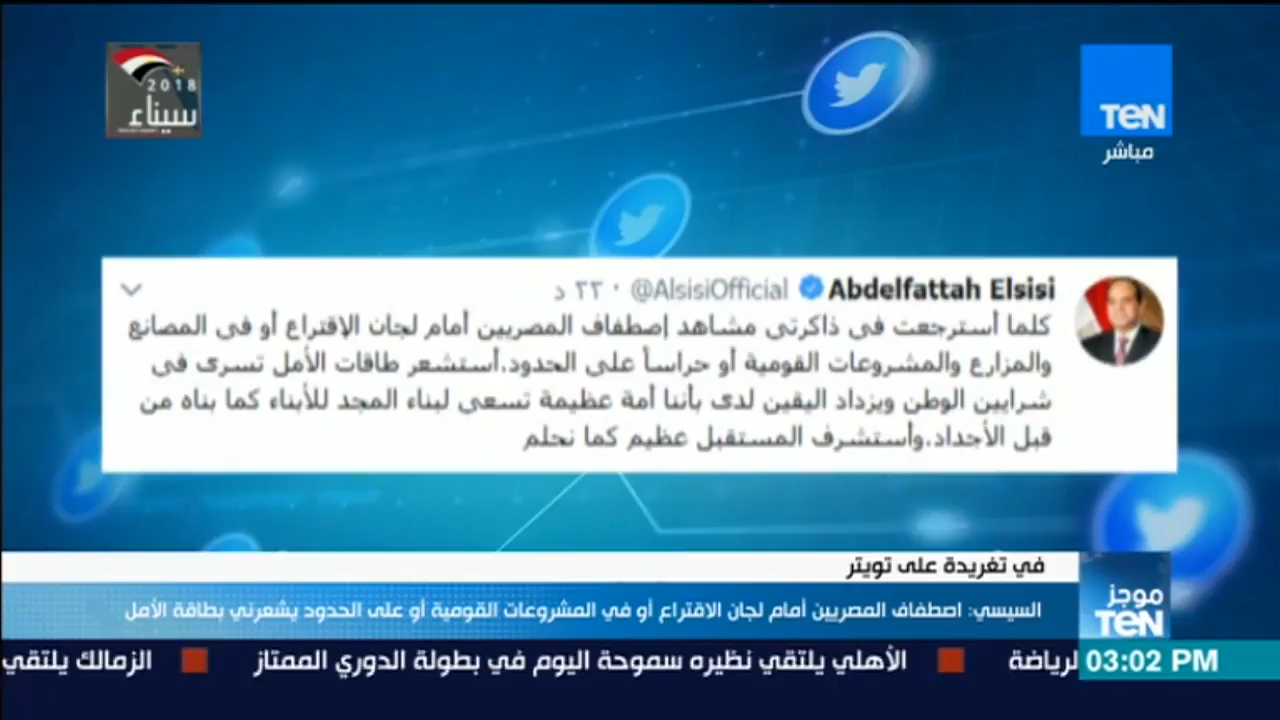 2018
سيناء
TEN
مباشر
Abdelfattah Elsisi @AlsisiOfficial · ٢٣ د
كلما أسترجعت فى ذاكرتى مشاهد إصطفاف المصريين أمام لجان الإقتراع أو فى المصانع
والمزارع والمشروعات القومية أو حراساً على الحدود.أستشعر طاقات الأمل تسرى فى
شرايين الوطن ويزداد اليقين لدى بأننا أمة عظيمة تسعى لبناء المجد للأبناء كما بناه من
قبل الأجداد.وأستشرف المستقبل عظيم كما نحلم
في تغريدة على تويتر
السيسي: اصطفاف المصريين أمام لجان الاقتراع أو في المشروعات القومية أو على الحدود يشعرني بطاقة الأمل
موجز
TEN
لرياضة الأهلي يلتقي نظيره سموحة اليوم في بطولة الدوري الممتاز الزمالك يلتقي
03:02 PM